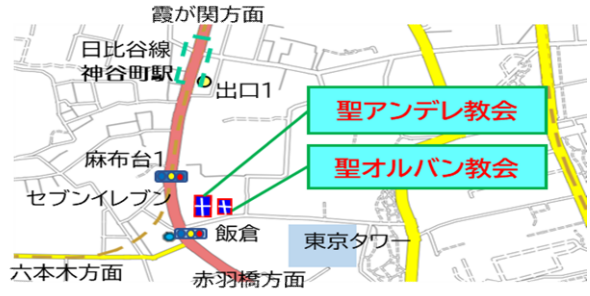 霞が関方面
日比谷線
神谷町駅
出口1
聖アンデレ教会
麻布台1
聖オルバン教会
セブンイレブン
飯倉
東京タワー
六本木方面
赤羽橋方面